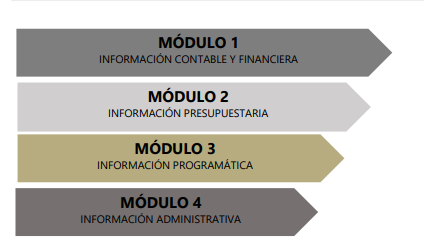 MÓDULO 1
INFORMACIÓN CONTABLE Y FINANCIERA
MÓDULO 2
INFORMACIÓN PRESUPUESTARIA
MÓDULO 3
INFORMACIÓN PROGRAMÁTICA
MÓDULO 4
INFORMACIÓN ADMINISTRATIVA